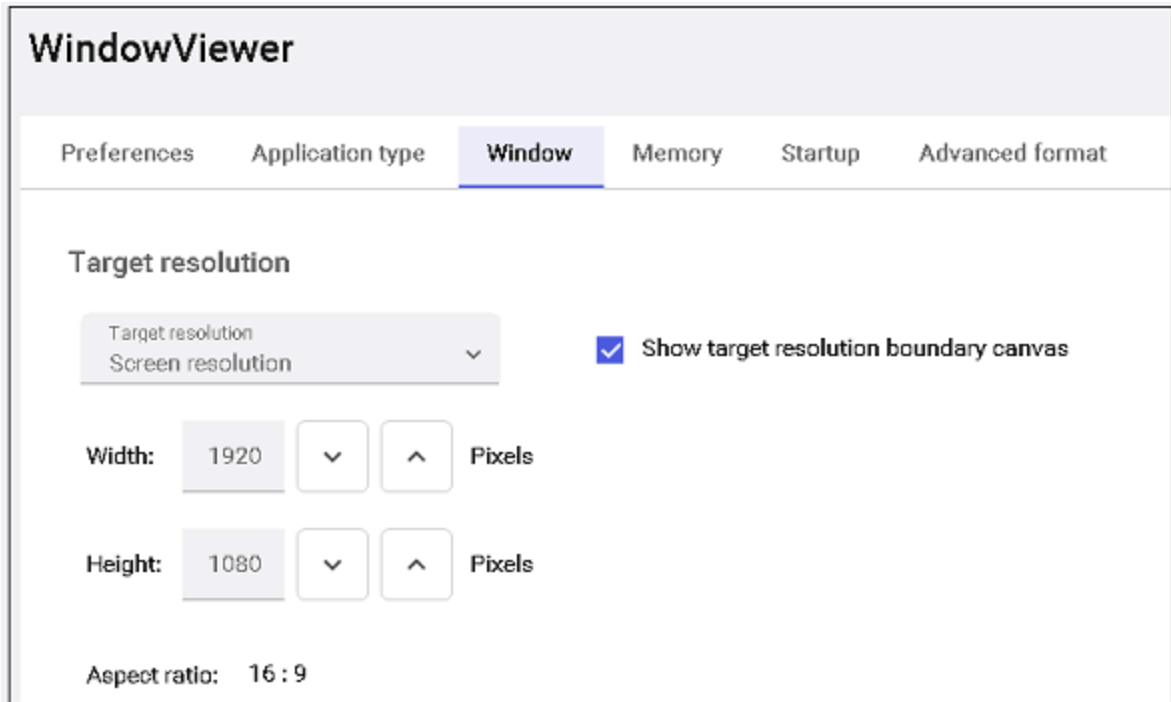 WindowViewer
Preferences Application type Window Memory Startup Advanced format
Target resolution
Target resolution
Screen resolution
Show target resolution boundary canvas
Width: 1920 Pixels
Height: 1080 Pixels
Aspect ratio: 16 : 9